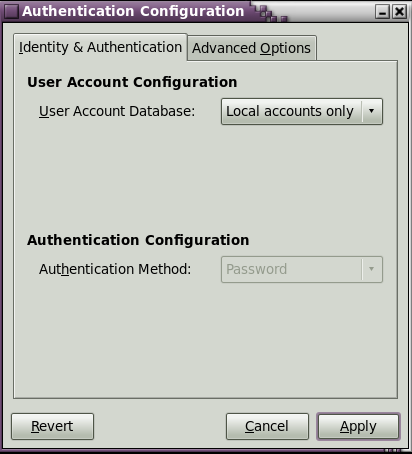 Authentication Configuration
Identity & Authentication
Advanced Options
User Account Configuration
User Account Database: Local accounts only
Authentication Configuration
Authentication Method: Password
Revert Cancel Apply